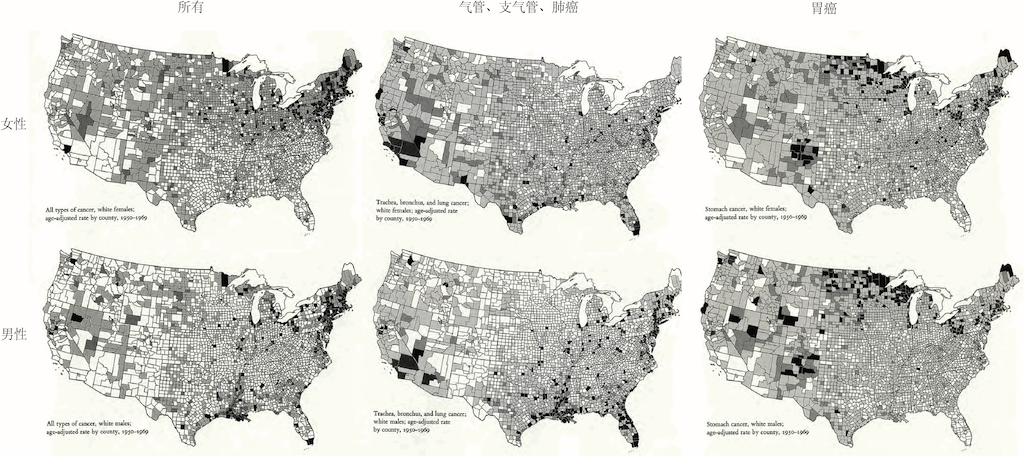 所有
气管、支气管、肺癌
胃癌
女性
All types of cancer, white females;
age-adjusted rate by county, 1950-1969
Trachea, bronchus, and lung cancer;
white females; age-adjusted rate
by county, 1950-1969
Stomach cancer, white females;
age-adjusted rate by county, 1950-1969
男性
All types of cancer, white males;
age-adjusted rate by county, 1950-1969
Trachea, bronchus, and lung cancer;
white males; age-adjusted rate
by county, 1950-1969
Stomach cancer, white males;
age-adjusted rate by county, 1950-1969